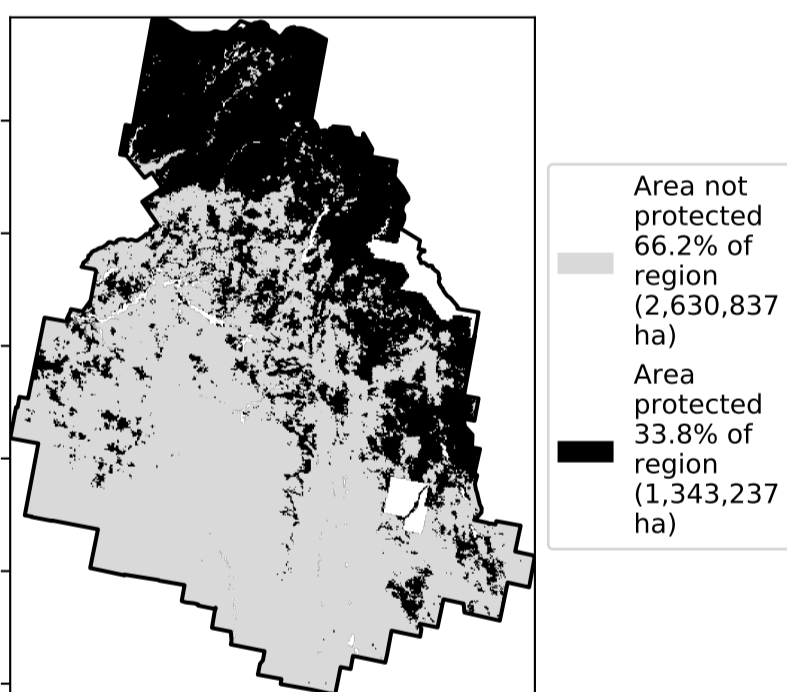 Area not
protected
66.2% of
region
(2,630,837
ha)
Area
protected
33.8% of
region
(1,343,237
ha)